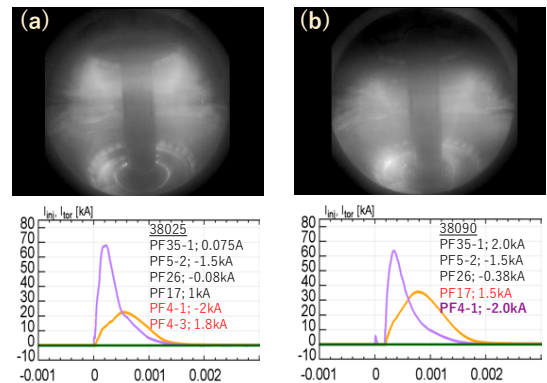 (a)
(b)
I_inj, I_tor [kA]
80
70
60
50
40
30
20
10
0
-10
38025
PF35-1; 0.075A
PF5-2; -1.5kA
PF26; -0.08kA
PF17; 1kA
PF4-1; -2kA
PF4-3; 1.8kA
-0.001 0 0.001 0.002
I_inj, I_tor [kA]
80
70
60
50
40
30
20
10
0
-10
38090
PF35-1; 2.0kA
PF5-2; -1.5kA
PF26; -0.38kA
PF17; 1.5kA
PF4-1; -2.0kA
-0.001 0 0.001 0.002